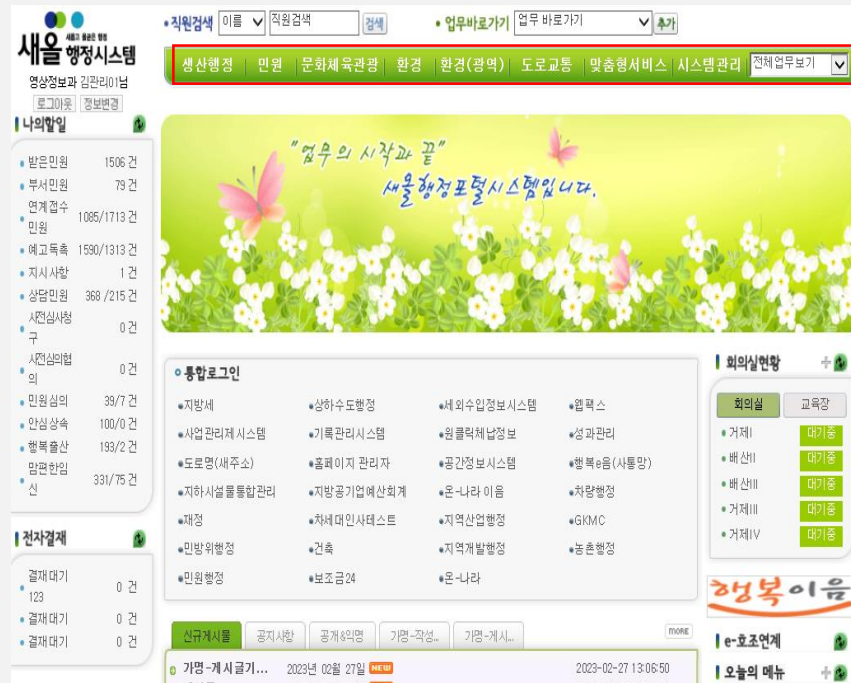 •직원검색 이름 직원검색 검색 • 업무바로가기 업무 바로가기 추가
새올 행정시스템
생산행정 민원 문화체육관광 환경 환경(광역) 도로교통 맞춤형서비스 시스템관리 전체업무보기
영상정보과 김관리01님
로그아웃 정보변경
나의할일
받은민원 1506 건
부서민원 79 건
연계접수민원 1085/1713 건
예고독촉 1590/1313 건
지시사항 1 건
상담민원 368 /215 건
사전심사청구 0 건
사전심의협의 0 건
민원심의 39/7 건
안심상속 100/0 건
행복출산 193/2 건
맘편한임신 331/75 건
전자결재
결재대기 123 0 건
결재대기 0 건
결재대기 0 건
"업무의 시작과 끝"
새올행정포털시스템입니다.
통합로그인
•지방세 •상하수도행정 •세외수입정보시스템 •웹팩스
•사업관리제시스템 •기록관리시스템 •원클릭체납정보 •성과관리
•도로명(새주소) •홈페이지 관리자 •공간정보시스템 •행복e음(사통망)
•지하시설물통합관리 •지방공기업예산회계 •온-나라 이음 •차량행정
•재정 •차세대인사테스트 •지역산업행정 •GKMC
•민방위행정 •건축 •지역개발행정 •농촌행정
•민원행정 •보조금24 •온-나라
신규게시물 공지사항 공개&익명 가명-작성... 가명-게시... MORE
가명-게시글기... 2023년 02월 27일 NEW 2023-02-27 13:06:50
회의실현황
회의실 교육장
거제I 대기중
배산II 대기중
배산III 대기중
거제III 대기중
거제IV 대기중
행복이음
e-호조연계
오늘의 메뉴